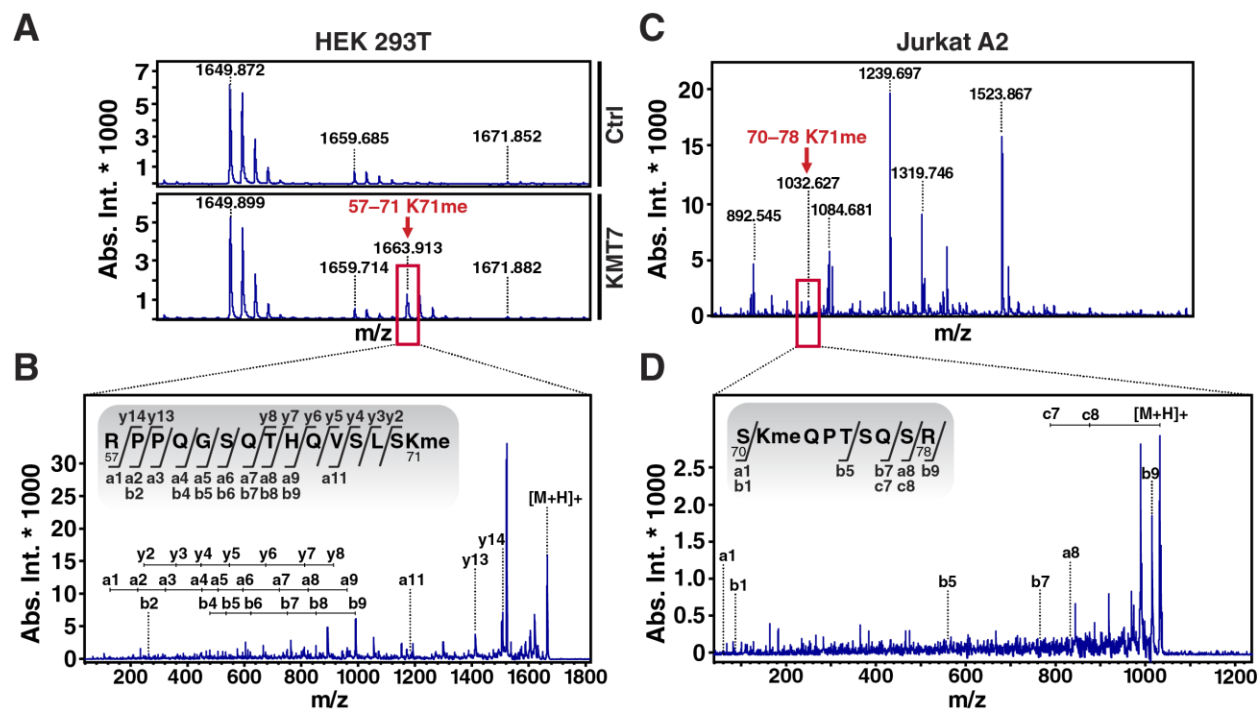 A
HEK 293T
Abs. Int. * 1000
7
5
3
1
1649.872
1659.685
1671.852
Ctrl
5
3
1
1649.899
57–71 K71me
1663.913
1659.714
1671.882
KMT7
m/z
B
Abs. Int. * 1000
30
25
20
15
10
5
0
y14 y13 y8 y7 y6 y5 y4 y3 y2
R P P Q G S Q T H Q V S L S Kme
57 71
a1 a2 a3 a4 a5 a6 a7 a8 a9 a11
b2 b4 b5 b6 b7 b8 b9
[M+H]+
y14
y13
y2 y3 y4 y5 y6 y7 y8
a1 a2 a3 a4 a5 a6 a7 a8 a9 a11
b2 b4 b5 b6 b7 b8 b9
200 400 600 800 1000 1200 1400 1600 1800
m/z
C
Jurkat A2
Abs. Int. * 1000
20
15
10
5
0
1239.697
1523.867
70–78 K71me
1032.627
1319.746
1084.681
892.545
m/z
D
Abs. Int. * 1000
2.5
2.0
1.5
1.0
0.5
0
S Kme Q P T S Q S R
70 78
a1 b5 b7 a8 b9
b1 c7 c8
c7 c8 [M+H]+
b9
a1
b1
b5
b7
a8
200 400 600 800 1000 1200
m/z